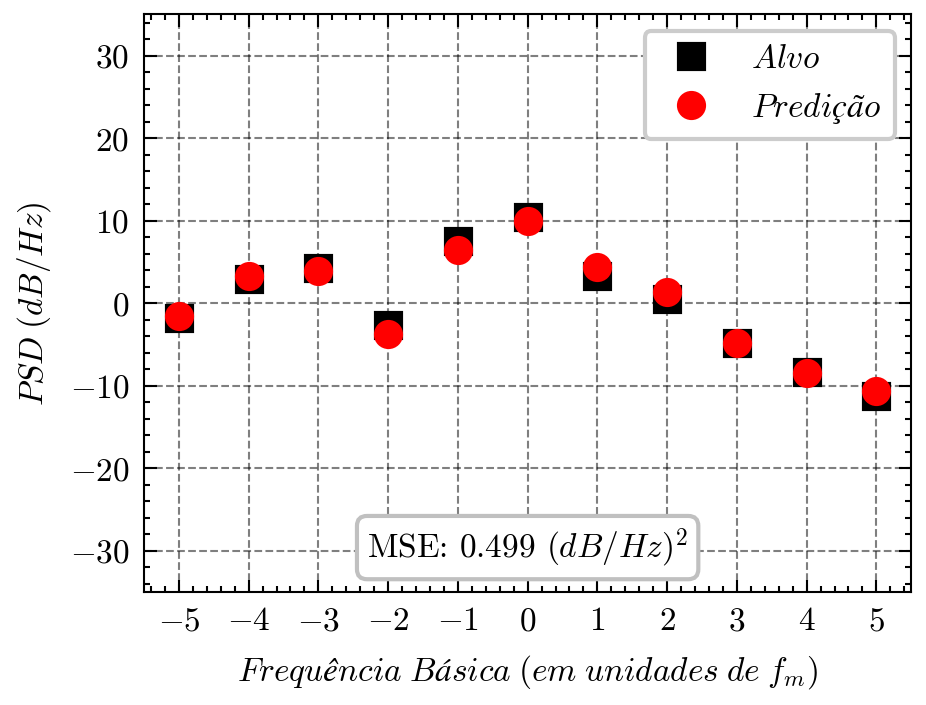 Alvo
Predição
30
20
10
0
−10
−20
−30
PSD (dB/Hz)
MSE: 0.499 (dB/Hz)²
−5 −4 −3 −2 −1 0 1 2 3 4 5
Frequência Básica (em unidades de fₘ)